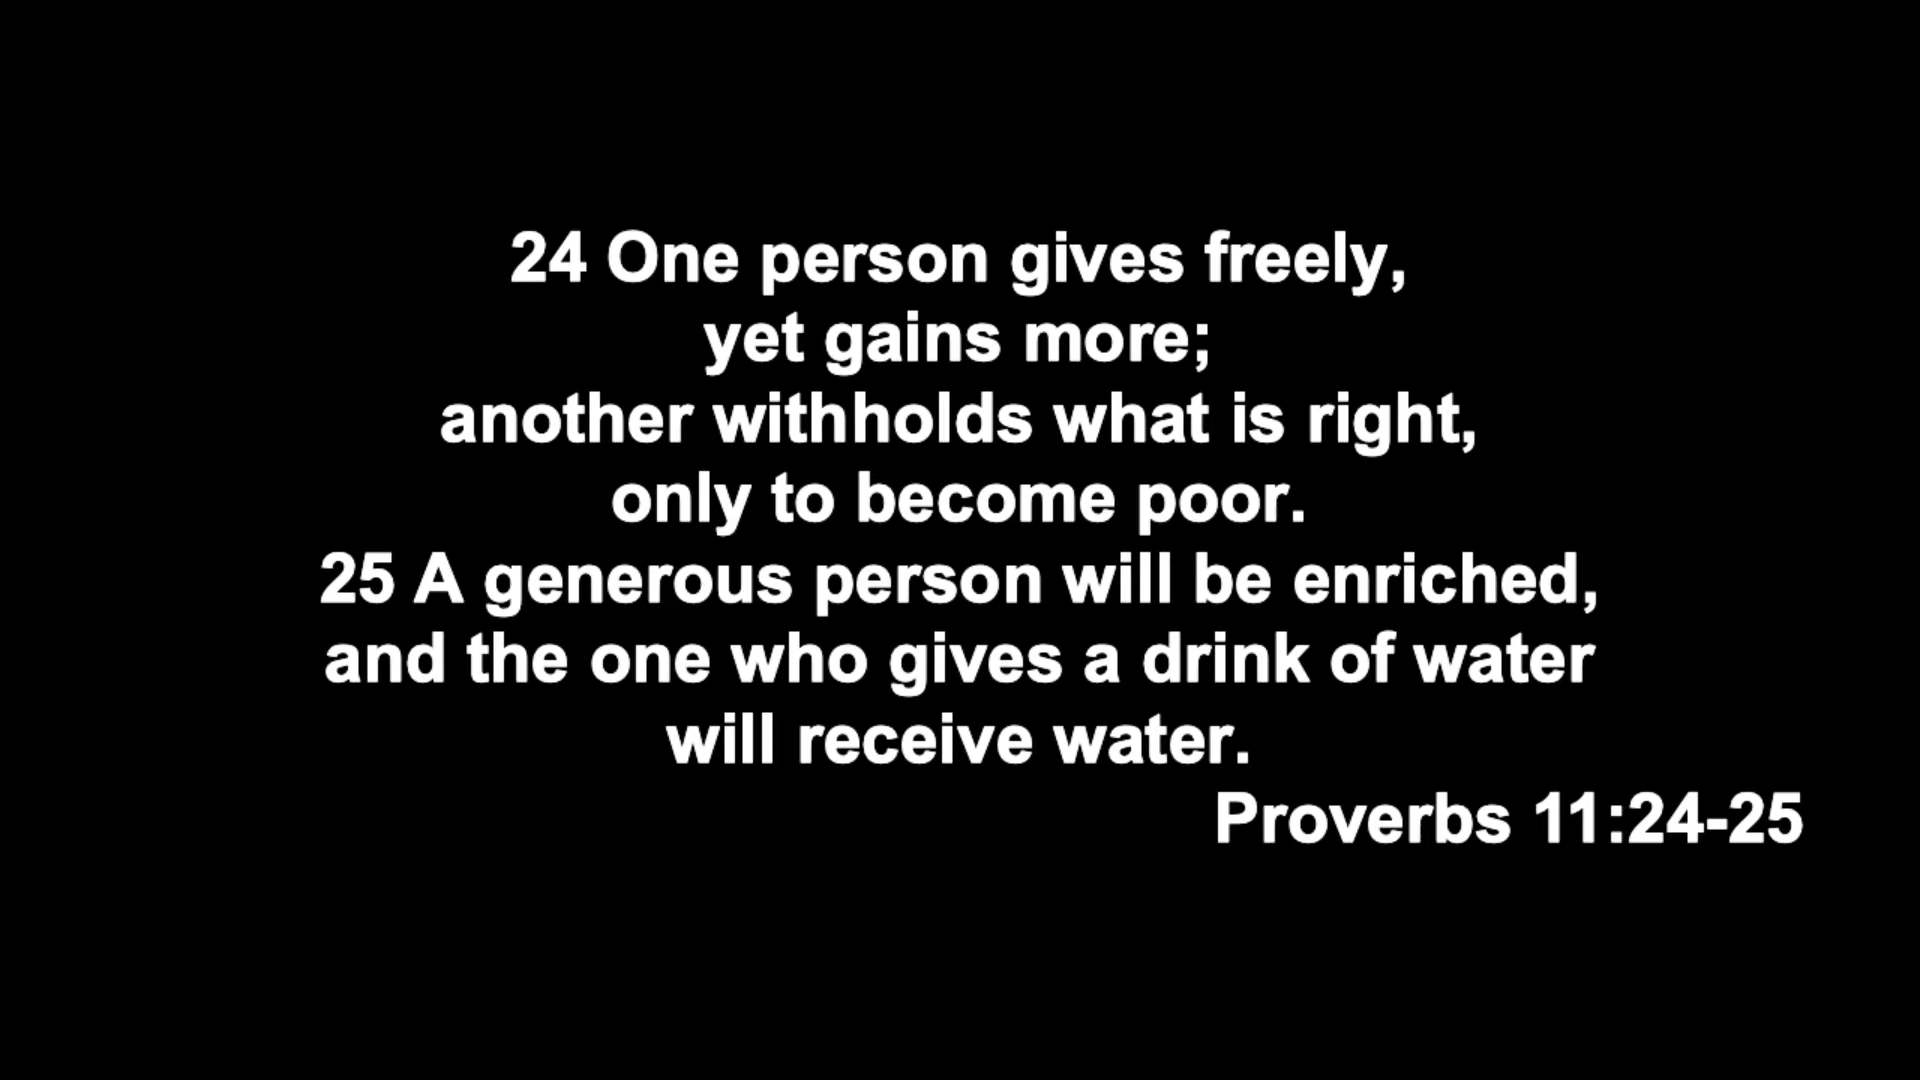 24 One person gives freely,
yet gains more;
another withholds what is right,
only to become poor.
25 A generous person will be enriched,
and the one who gives a drink of water
will receive water.
Proverbs 11:24-25